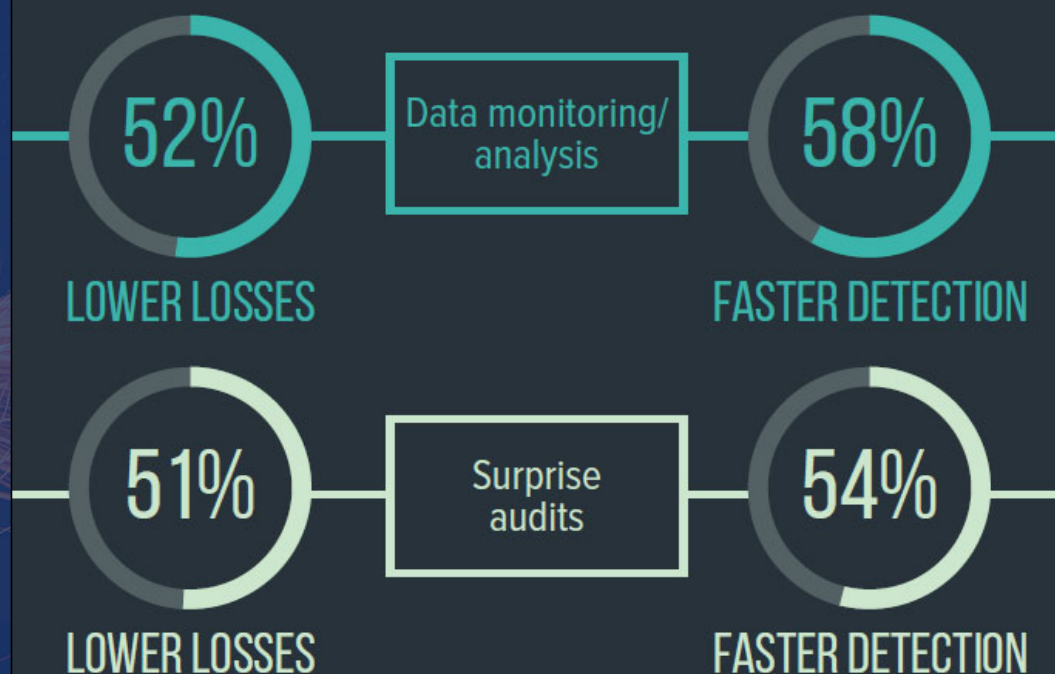 52%
Data monitoring/
analysis
58%
LOWER LOSSES
FASTER DETECTION
51%
Surprise
audits
54%
LOWER LOSSES
FASTER DETECTION